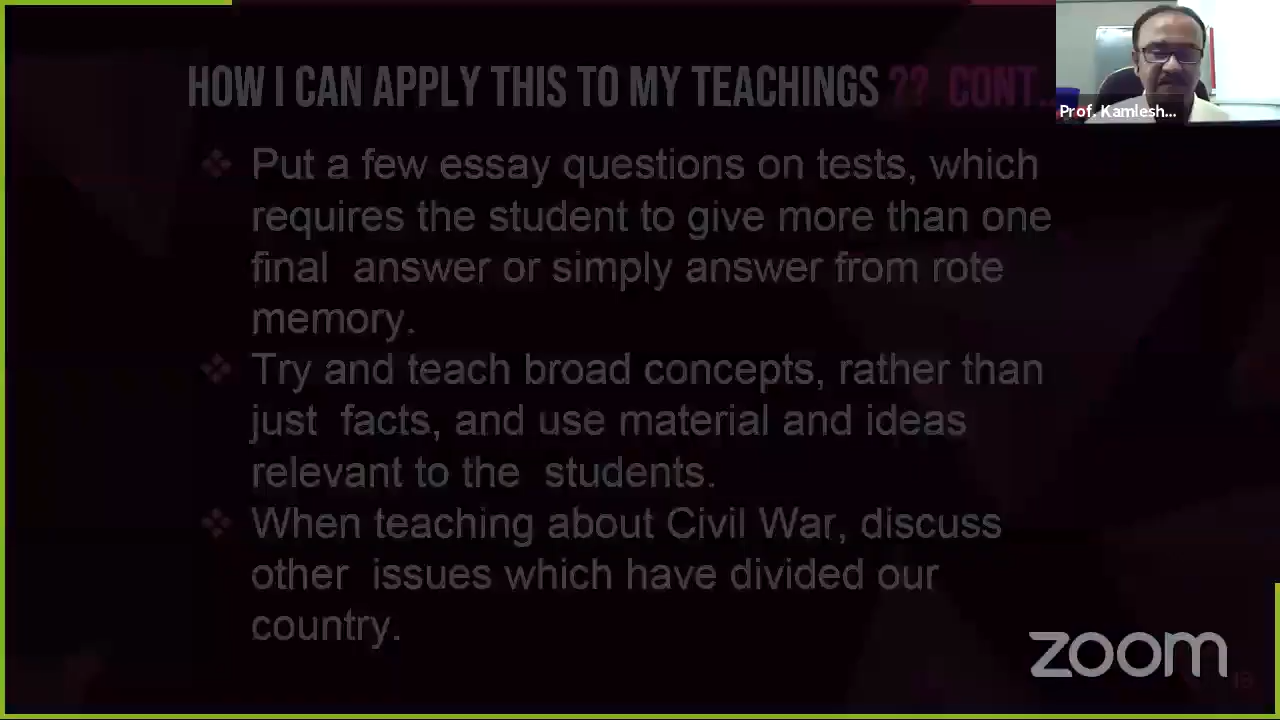 HOW I CAN APPLY THIS TO MY TEACHINGS ?? CONT..
Prof. Kamlesh...
❖ Put a few essay questions on tests, which
requires the student to give more than one
final answer or simply answer from rote
memory.
❖ Try and teach broad concepts, rather than
just facts, and use material and ideas
relevant to the students.
❖ When teaching about Civil War, discuss
other issues which have divided our
country.
zoom